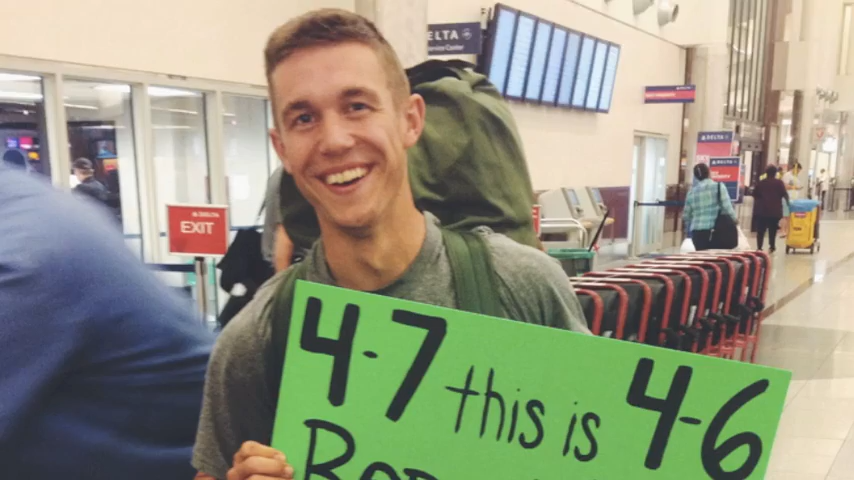 DELTA
Service Center
DELTA
EXIT
4-7 this is 4-6